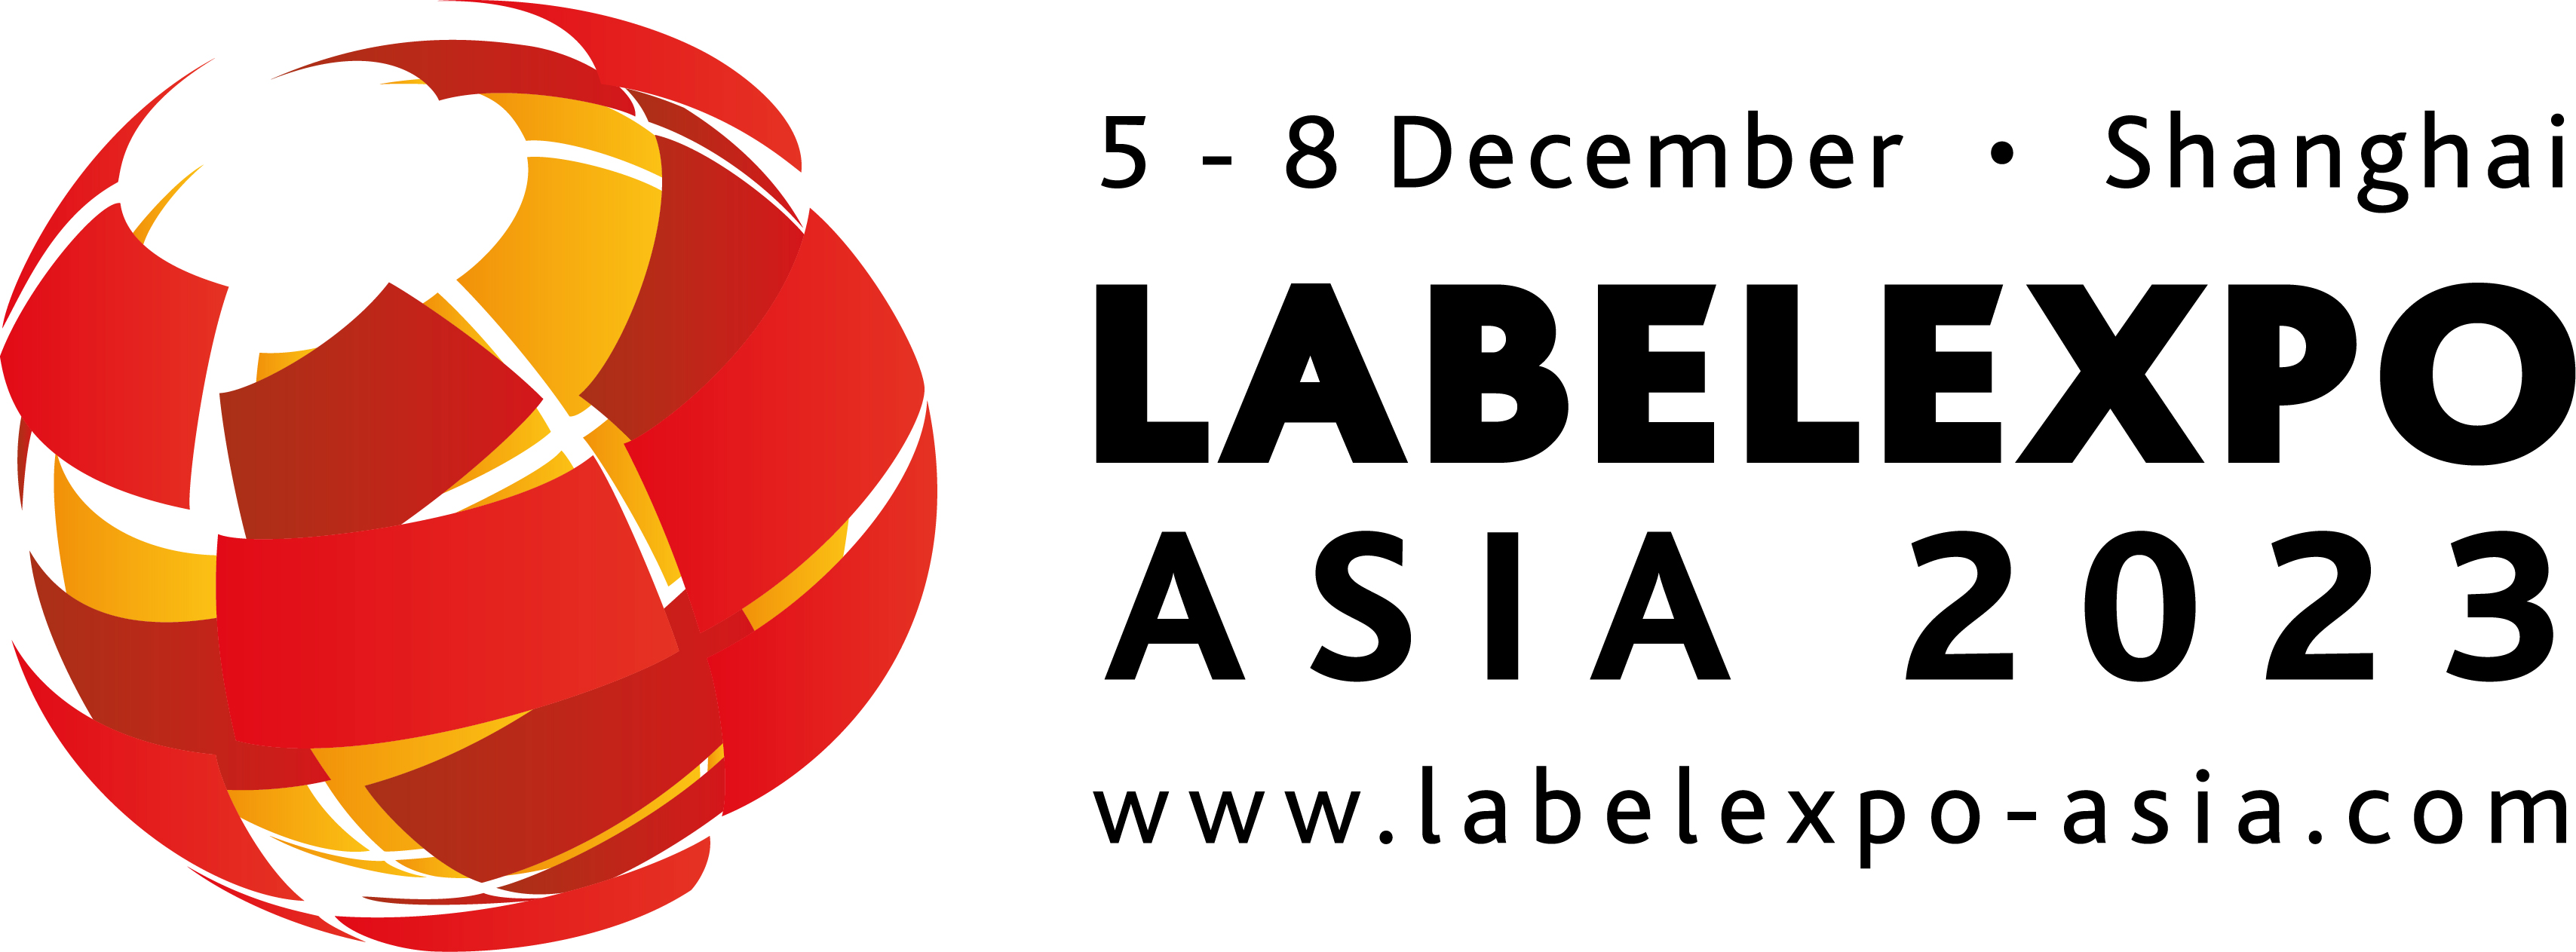 5 - 8 December • Shanghai
LABELEXPO
ASIA 2023
www.labelexpo-asia.com